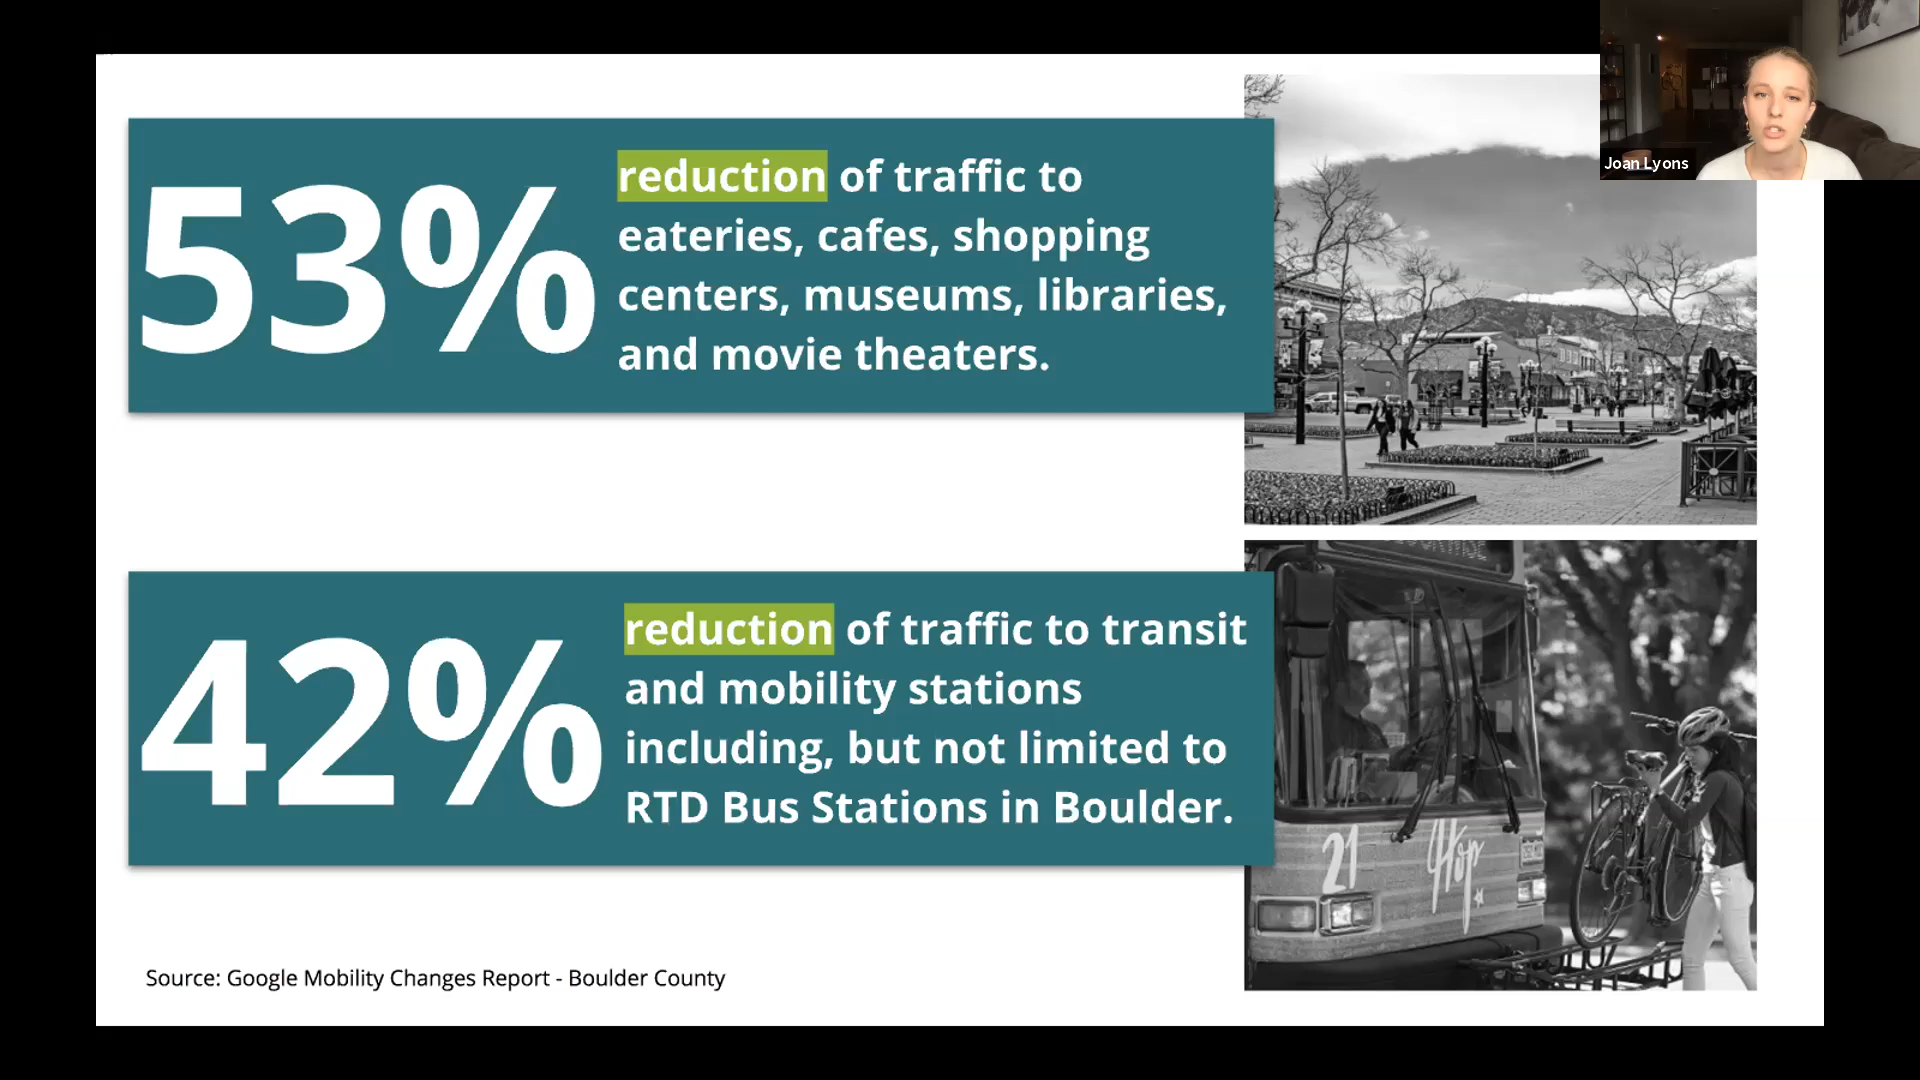 53%
reduction of traffic to
eateries, cafes, shopping
centers, museums, libraries,
and movie theaters.
Joan Lyons
42%
reduction of traffic to transit
and mobility stations
including, but not limited to
RTD Bus Stations in Boulder.
21
Hop
Source: Google Mobility Changes Report - Boulder County